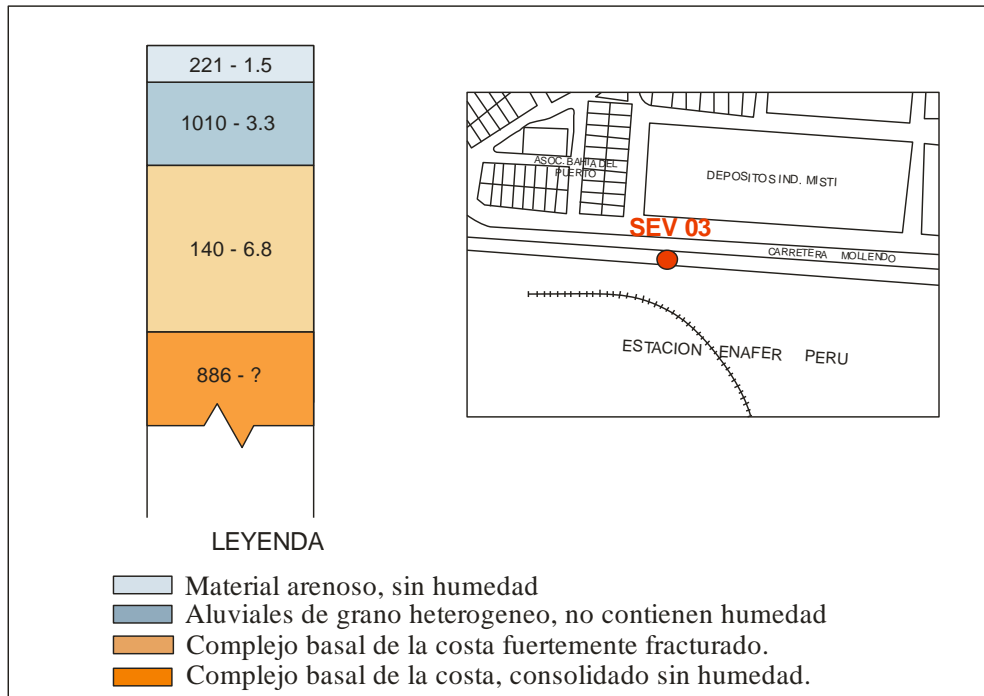 221 - 1.5
1010 - 3.3
140 - 6.8
886 - ?
ASOC. BAHIA DEL
PUERTO
DEPOSITOS IND. MISTI
SEV 03
CARRETERA MOLLENDO
ESTACION ENAFER PERU
LEYENDA
Material arenoso, sin humedad
Aluviales de grano heterogeneo, no contienen humedad
Complejo basal de la costa fuertemente fracturado.
Complejo basal de la costa, consolidado sin humedad.